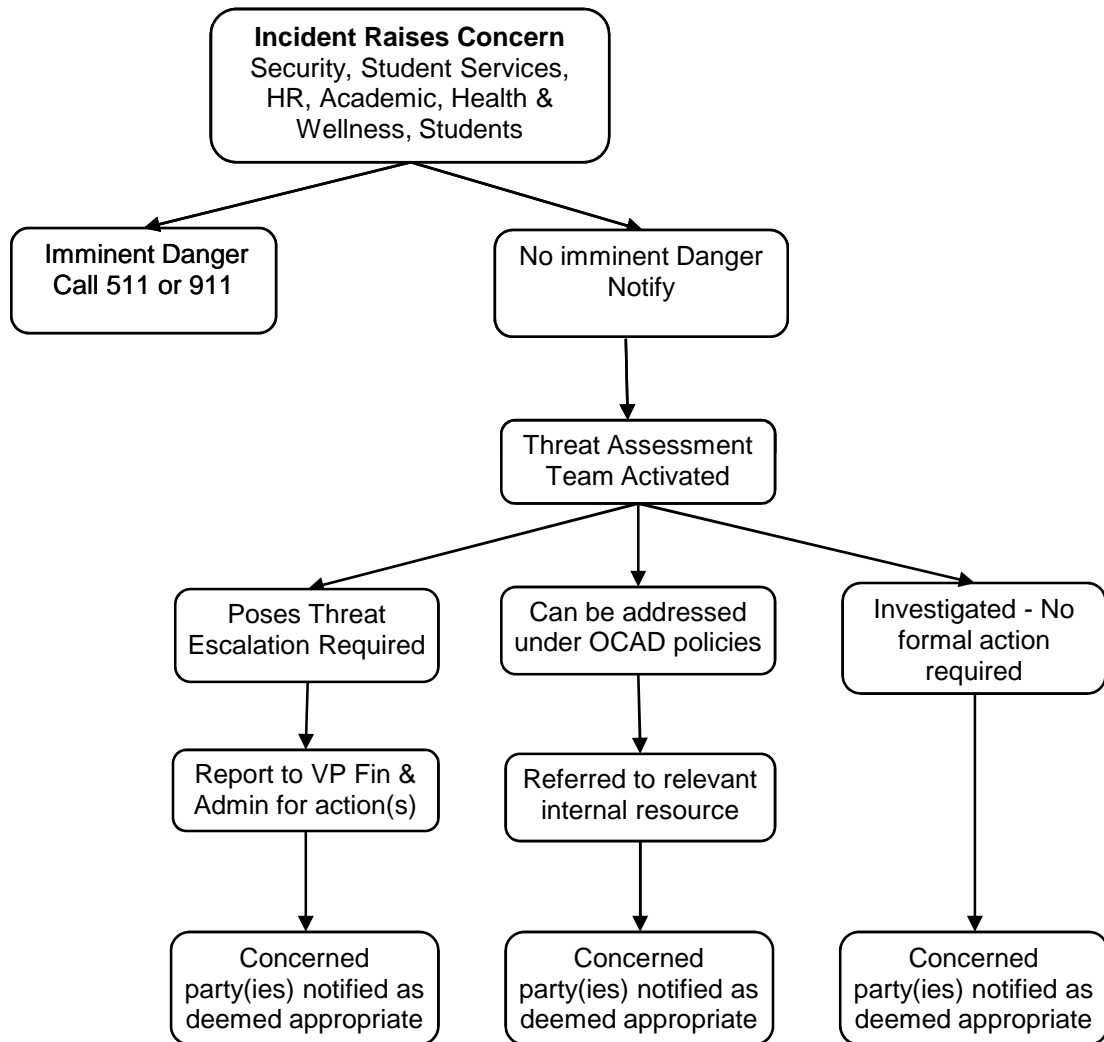 Incident Raises Concern
Security, Student Services,
HR, Academic, Health &
Wellness, Students
Imminent Danger
Call 511 or 911
No imminent Danger
Notify
Threat Assessment
Team Activated
Poses Threat
Escalation Required
Can be addressed
under OCAD policies
Investigated - No
formal action
required
Report to VP Fin &
Admin for action(s)
Referred to relevant
internal resource
Concerned
party(ies) notified as
deemed appropriate
Concerned
party(ies) notified as
deemed appropriate
Concerned
party(ies) notified as
deemed appropriate